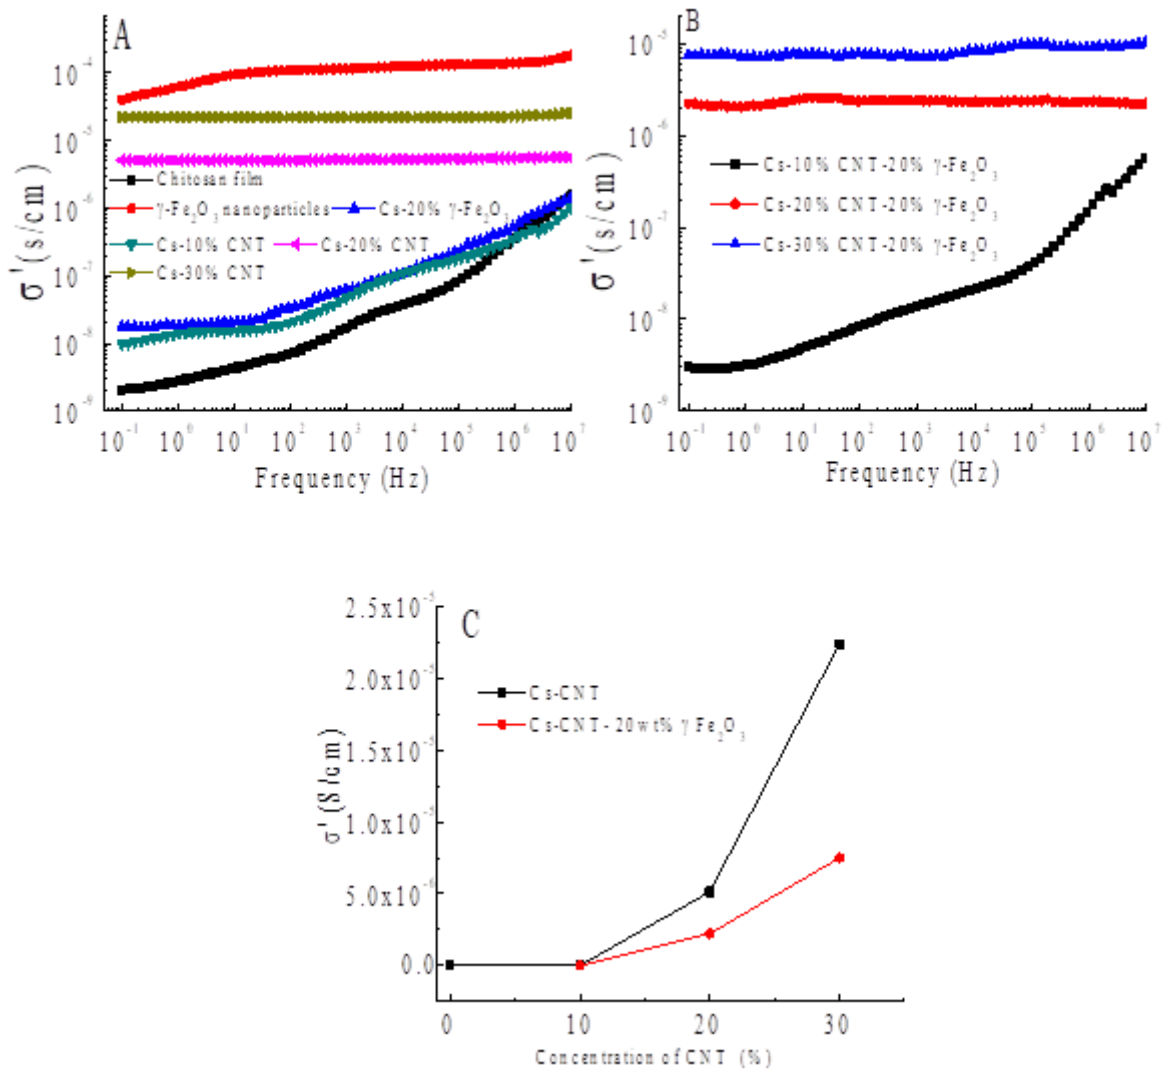 A
10⁻⁴
10⁻⁵
10⁻⁶
10⁻⁷
10⁻⁸
10⁻⁹
σ' (s/cm)
Chitosan film
γ-Fe₂O₃ nanoparticles Cs-20% γ-Fe₂O₃
Cs-10% CNT Cs-20% CNT
Cs-30% CNT
10⁻¹ 10⁰ 10¹ 10² 10³ 10⁴ 10⁵ 10⁶ 10⁷
Frequency (Hz)
B
10⁻⁵
10⁻⁶
10⁻⁷
10⁻⁸
10⁻⁹
σ' (s/cm)
Cs-10% CNT-20% γ-Fe₂O₃
Cs-20% CNT-20% γ-Fe₂O₃
Cs-30% CNT-20% γ-Fe₂O₃
10⁻¹ 10⁰ 10¹ 10² 10³ 10⁴ 10⁵ 10⁶ 10⁷
Frequency (Hz)
C
2.5x10⁻⁵
2.0x10⁻⁵
1.5x10⁻⁵
1.0x10⁻⁵
5.0x10⁻⁶
0.0
σ' (S/cm)
Cs-CNT
Cs-CNT- 20wt% γ Fe₂O₃
0 10 20 30
Concentration of CNT (%)